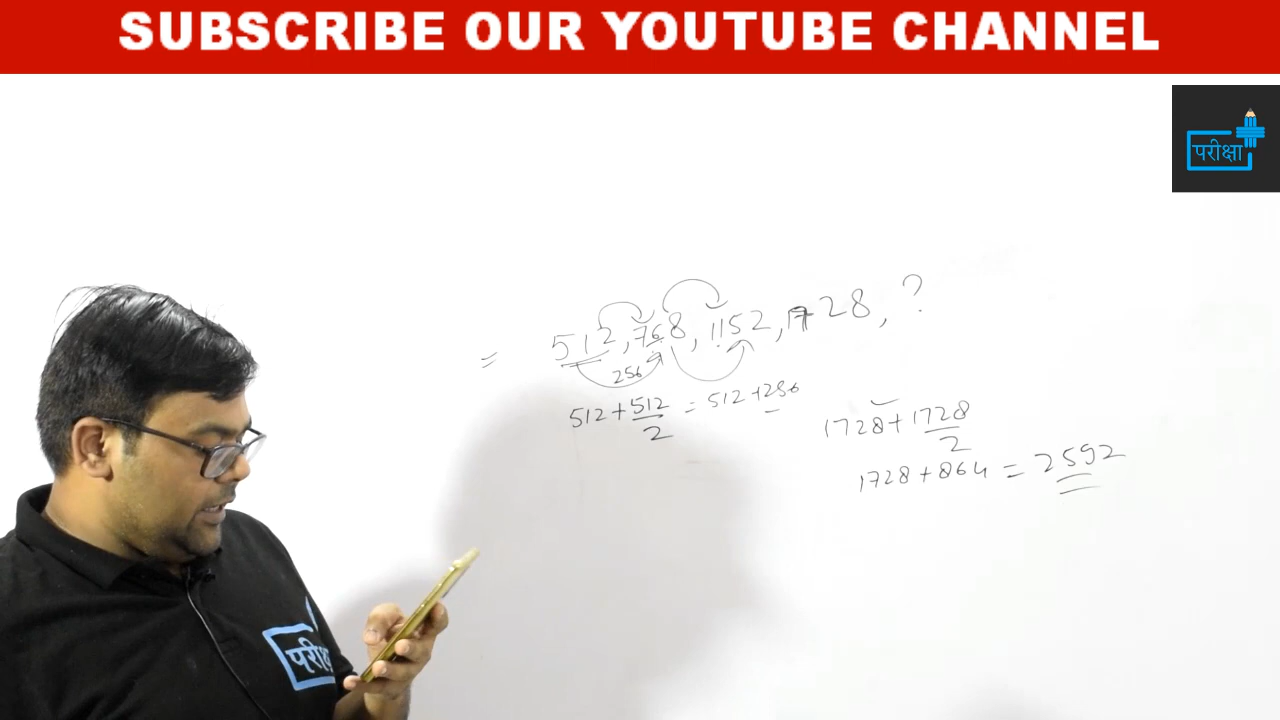 SUBSCRIBE OUR YOUTUBE CHANNEL
परीक्षा
= 512, 768, 1152, 1728, ?
256
512 + 512/2 = 512 + 256
1728 + 1728/2
1728 + 864 = 2592
परीक्षा